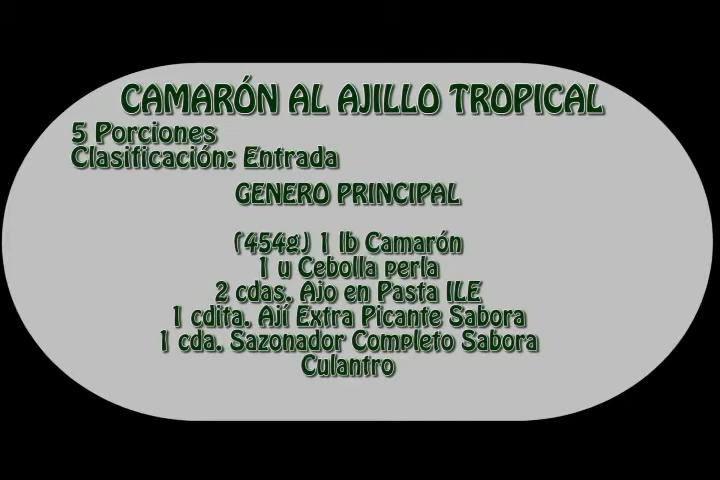 CAMARÓN AL AJILLO TROPICAL
5 Porciones
Clasificación: Entrada
GENERO PRINCIPAL
(454g) 1 lb Camarón
1 u Cebolla perla
2 cdas. Ajo en Pasta ILE
1 cdita. Ají Extra Picante Sabora
1 cda. Sazonador Completo Sabora
Culantro